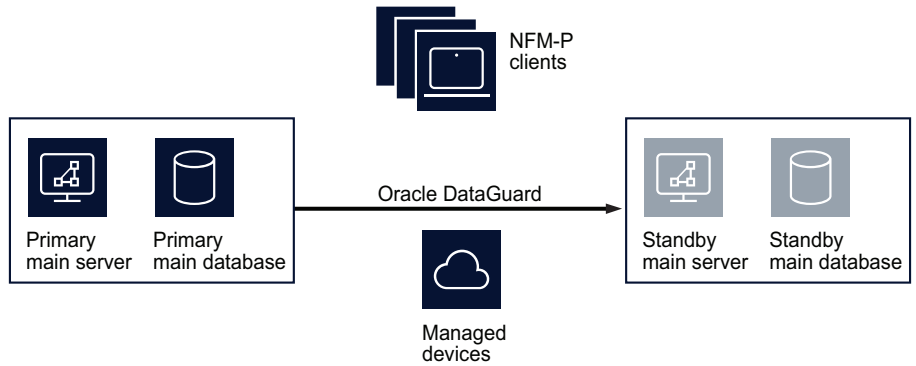 NFM-P
clients
Oracle DataGuard
Primary
main server
Primary
main database
Standby
main server
Standby
main database
Managed
devices